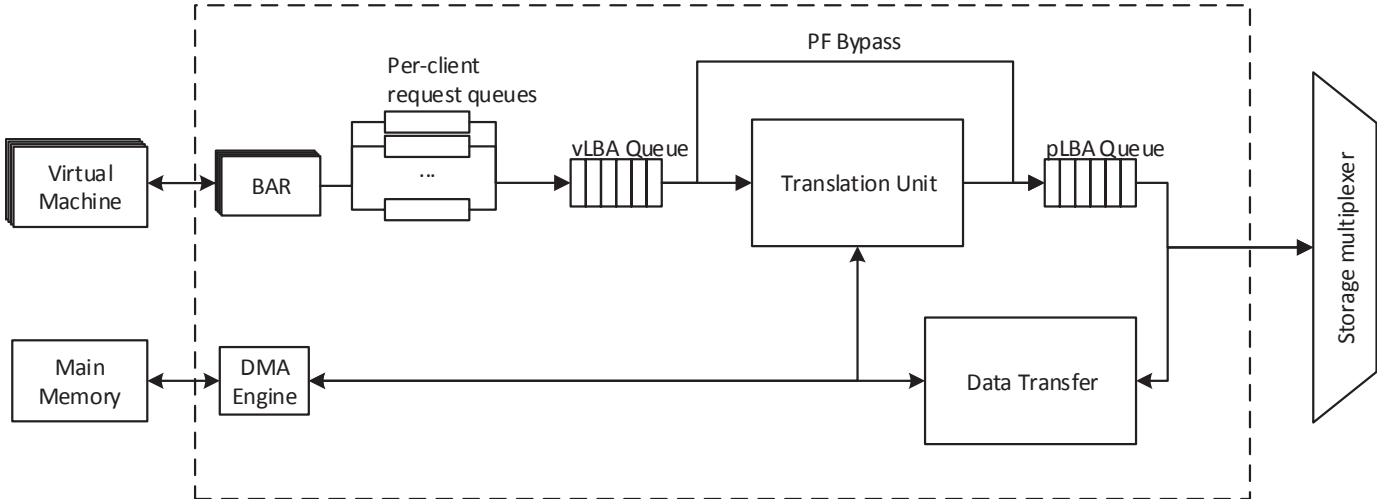 PF Bypass
Per-client
request queues
vLBA Queue
pLBA Queue
Virtual
Machine
BAR
...
Translation Unit
Storage multiplexer
Main
Memory
DMA
Engine
Data Transfer